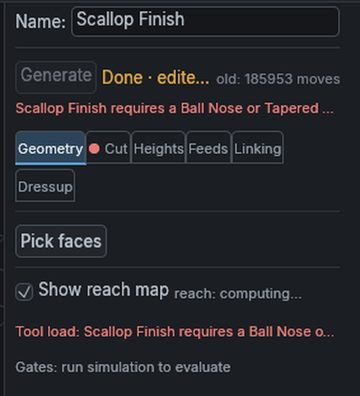 Name: Scallop Finish
Generate Done · edite... old: 185953 moves
Scallop Finish requires a Ball Nose or Tapered ...
Geometry Cut Heights Feeds Linking
Dressup
Pick faces
Show reach map reach: computing...
Tool load: Scallop Finish requires a Ball Nose o...
Gates: run simulation to evaluate